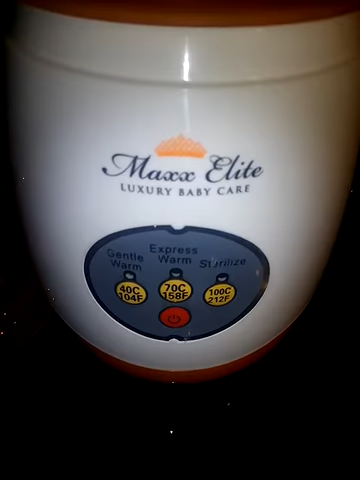 Maxx Elite
LUXURY BABY CARE
Gentle Warm
Express Warm
Sterilize
40C
104F
70C
158F
100C
212F